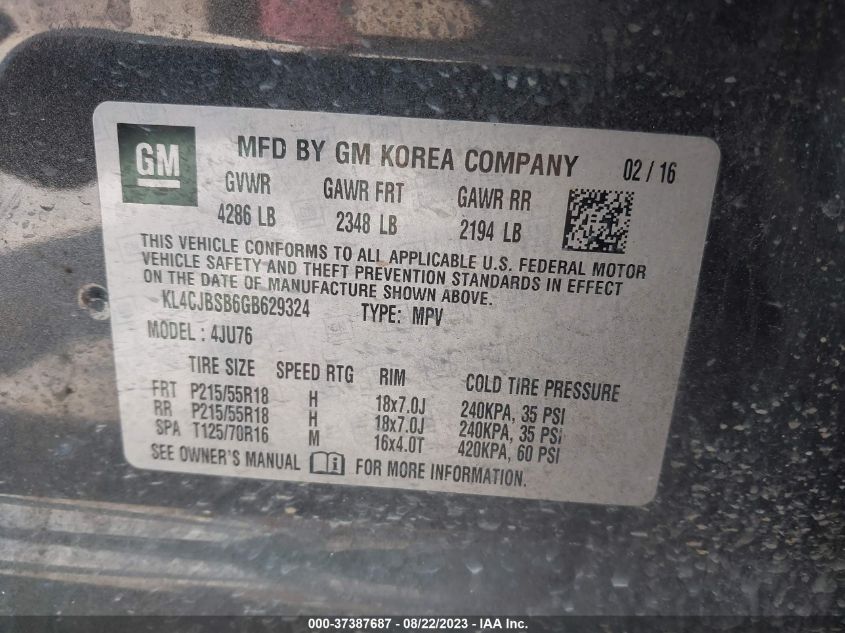 GM
MFD BY GM KOREA COMPANY 02 / 16
GVWR GAWR FRT GAWR RR
4286 LB 2348 LB 2194 LB
THIS VEHICLE CONFORMS TO ALL APPLICABLE U.S. FEDERAL MOTOR
VEHICLE SAFETY AND THEFT PREVENTION STANDARDS IN EFFECT
ON THE DATE OF MANUFACTURE SHOWN ABOVE.
KL4CJBSB6GB629324 TYPE: MPV
MODEL: 4JU76
TIRE SIZE SPEED RTG RIM COLD TIRE PRESSURE
FRT P215/55R18 H 18x7.0J 240KPA, 35 PSI
RR P215/55R18 H 18x7.0J 240KPA, 35 PSI
SPA T125/70R16 M 16x4.0T 420KPA, 60 PSI
SEE OWNER'S MANUAL FOR MORE INFORMATION.
000-37387687 - 08/22/2023 - IAA Inc.